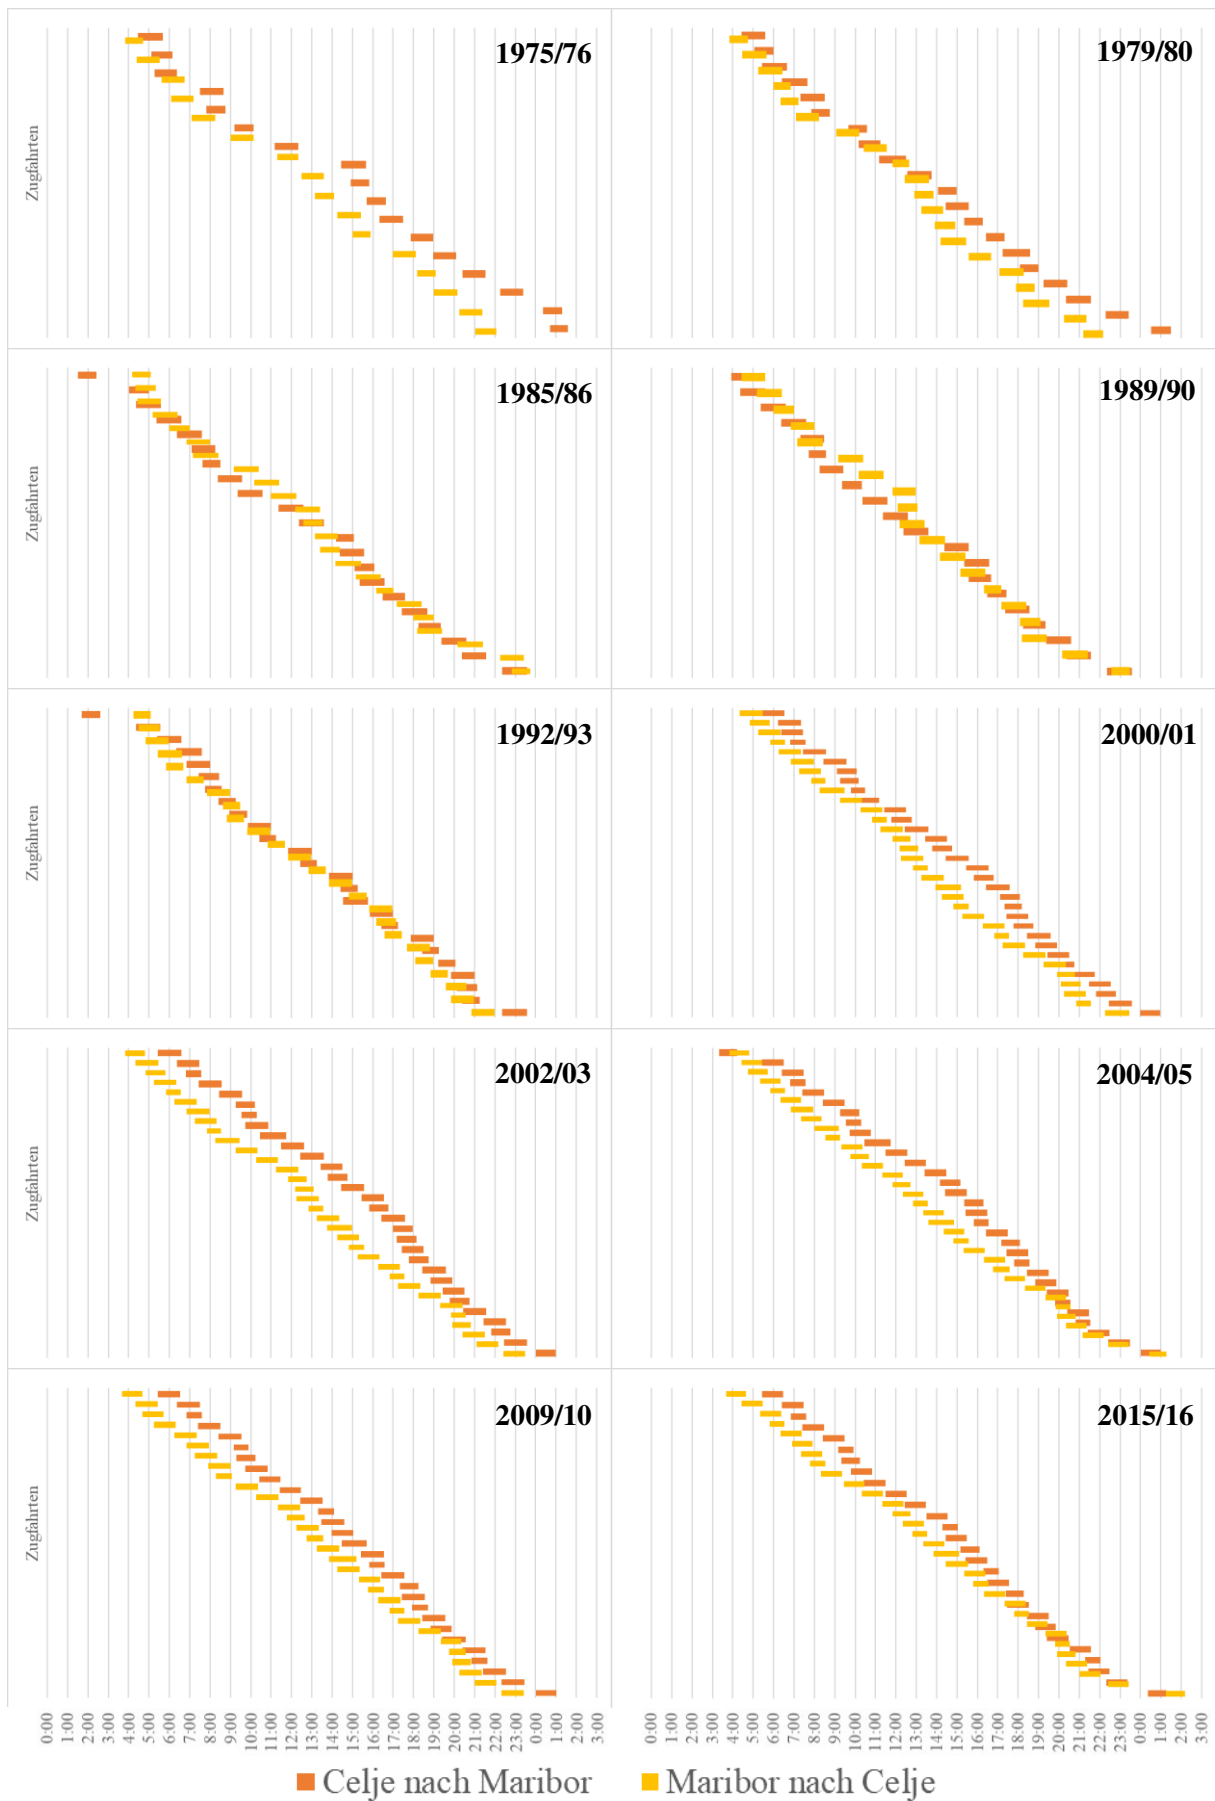 1975/76 1979/80
Zugfahrten
1985/86 1989/90
Zugfahrten
1992/93 2000/01
Zugfahrten
2002/03 2004/05
Zugfahrten
2009/10 2015/16
Zugfahrten
0:00 1:00 2:00 3:00 4:00 5:00 6:00 7:00 8:00 9:00 10:00 11:00 12:00 13:00 14:00 15:00 16:00 17:00 18:00 19:00 20:00 21:00 22:00 23:00 0:00 1:00 2:00 3:00 0:00 1:00 2:00 3:00 4:00 5:00 6:00 7:00 8:00 9:00 10:00 11:00 12:00 13:00 14:00 15:00 16:00 17:00 18:00 19:00 20:00 21:00 22:00 23:00 0:00 1:00 2:00 3:00
Celje nach Maribor Maribor nach Celje